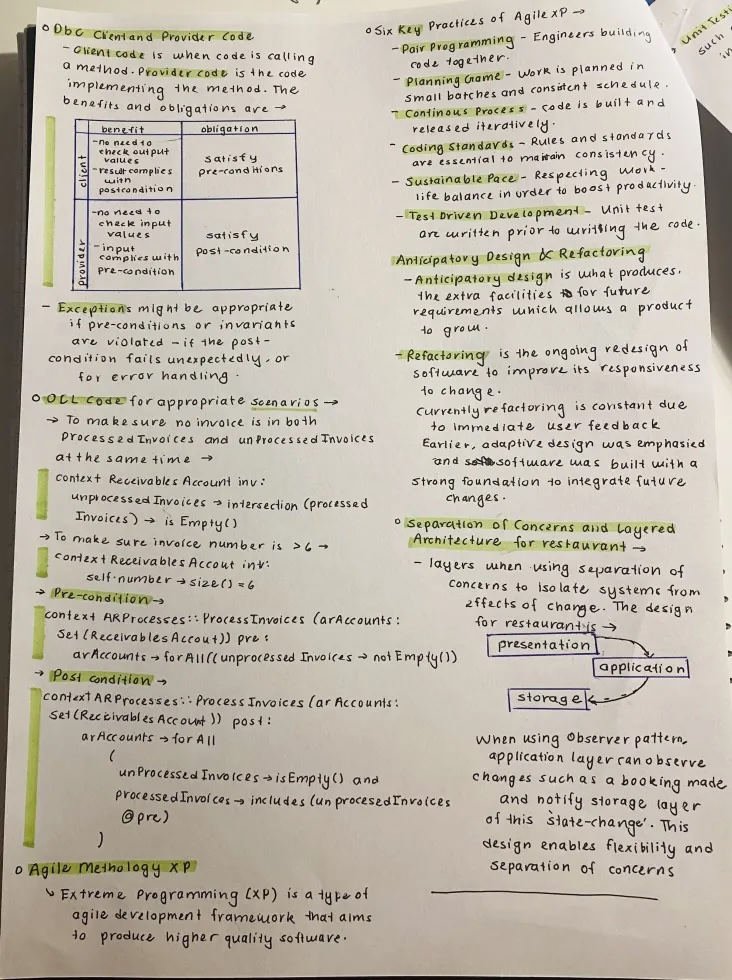 o DbC Client and Provider Code
- Client code is when code is calling
a method. Provider code is the code
implementing the method. The
benefits and obligations are →
benefit obligation
client
-no need to
check output
values
-result complies
with
postcondition
satisfy
pre-conditions
provider
-no need to
check input
values
-input
complies with
pre-condition
satisfy
post-condition
- Exceptions might be appropriate
if pre-conditions or invariants
are violated - if the post-
condition fails unexpectedly, or
for error handling.
o OCL code for appropriate scenarios →
→ To make sure no invoice is in both
ProcessedInvoices and unProcessedInvoices
at the same time →
context Receivables Account inv:
unprocessed Invoices → intersection (processed
Invoices) → is Empty()
→ To make sure invoice number is >6 →
context Receivables Accout inv:
self.number → size() = 6
→ Pre-condition →
context ARProcesses:: ProcessInvoices (arAccounts:
Set (Receivables Accout)) pre:
arAccounts → for All ((unprocessed Invoices → not Empty())
→ Post condition →
context ARProcesses:: Process Invoices (ar Accounts:
Set (Receivables Account)) post:
arAccounts → for All
(
unProcessed Invoices → is Empty() and
processedInvoices → includes (un procesedInvoices
@pre)
)
o Agile Methology XP
↳ Extreme Programming (XP) is a type of
agile development framework that aims
to produce higher quality software.
o Six Key Practices of Agile XP →
- Pair Programming - Engineers building
code together.
- Planning Game - Work is planned in
small batches and consistent schedule.
- Continous Process - code is built and
released iteratively.
- Coding Standards - Rules and standards
are essential to maintain consistency.
- Sustainable Pace - Respecting work-
life balance in order to boost productivity.
- Test Driven Development - Unit test
are written prior to writing the code.
Anticipatory Design & Refactoring
- Anticipatory design is what produces.
the extra facilities for future
requirements which allows a product
to grow.
- Refactoring is the ongoing redesign of
software to improve its responsiveness
to change.
Currently refactoring is constant due
to immediate user feedback
Earlier, adaptive design was emphasied
and software was built with a
strong foundation to integrate future
changes.
o Separation of Concerns and Layered
Architecture for restaurant →
- layers when using separation of
concerns to isolate systems from
effects of change. The design
for restaurant is →
presentation
application
storage
When using Observer pattern,
application layer can observe
changes such as a booking made
and notify storage layer
of this 'state-change'. This
design enables flexibility and
separation of concerns
Unit Testi
such
in